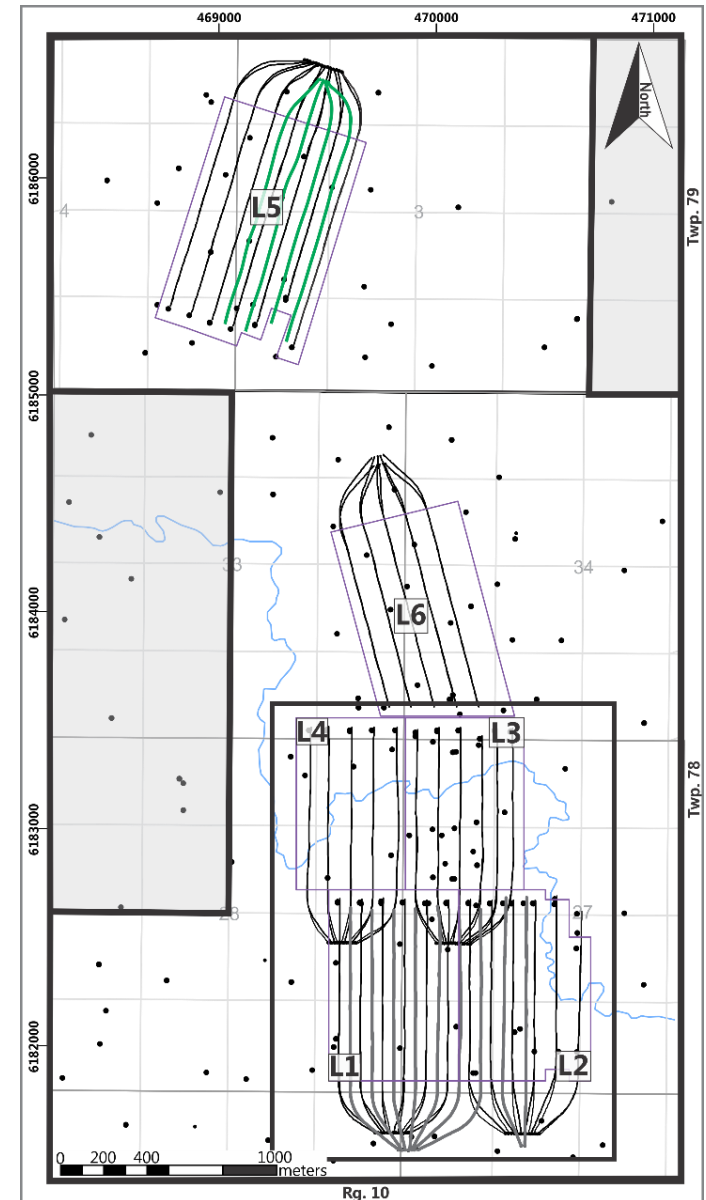 469000 470000 471000
North
6186000
Twp. 79
4 3
L5
6185000
33 34
6184000
L6
L4 L3
Twp. 78
6183000
28 27
6182000
L1 L2
0 200 400 1000
meters
Rg. 10